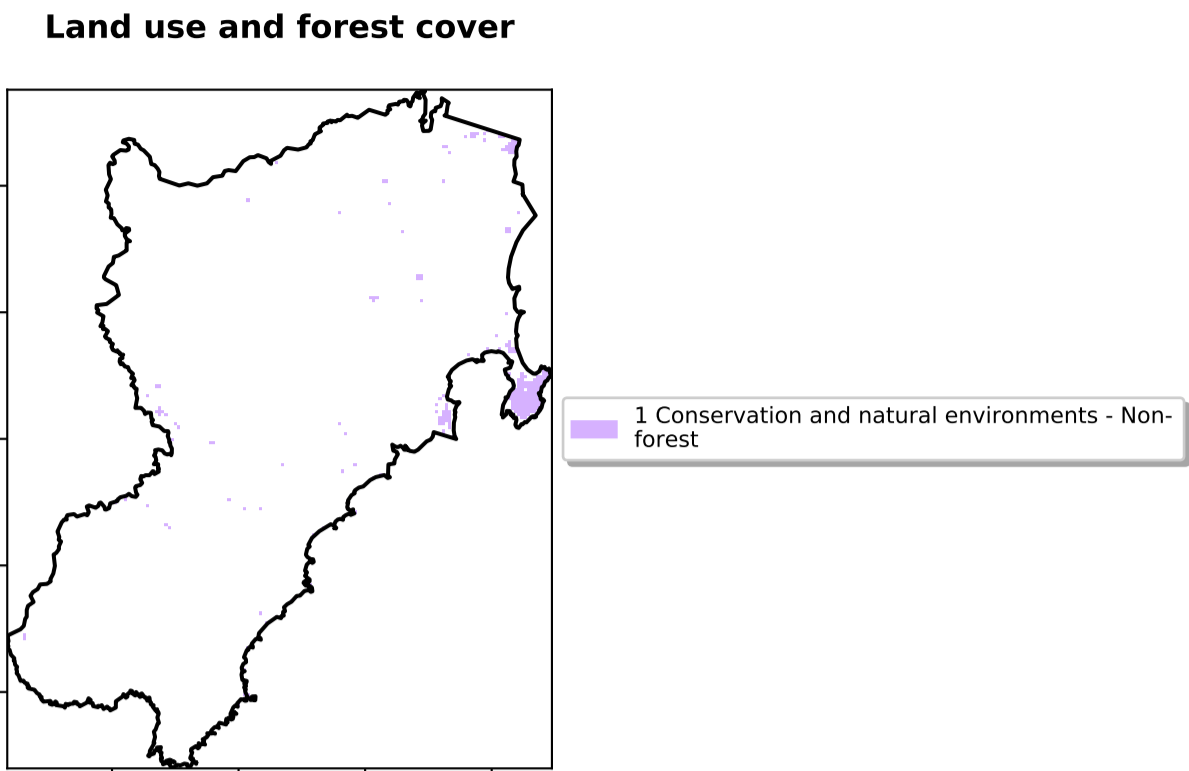 Land use and forest cover
1 Conservation and natural environments - Non-
forest